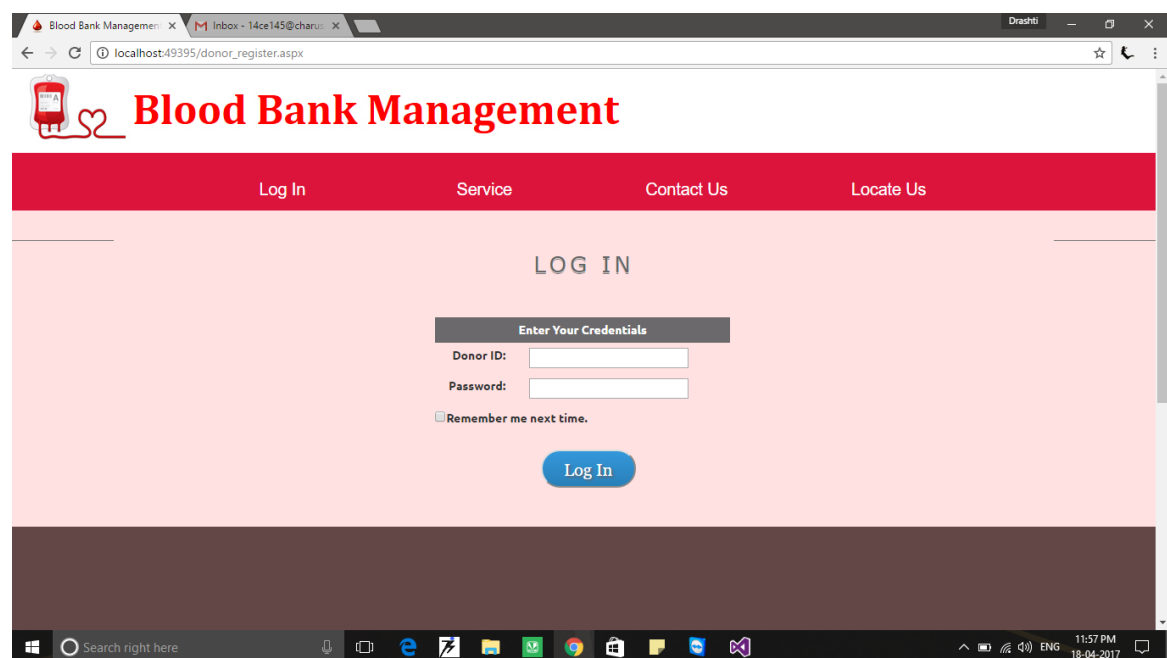 Blood Bank Managemen
Inbox - 14ce145@charus
Drashti
localhost:49395/donor_register.aspx
Blood Bank Management
Log In Service Contact Us Locate Us
LOG IN
Enter Your Credentials
Donor ID:
Password:
Remember me next time.
Log In
Search right here
ENG
11:57 PM
18-04-2017